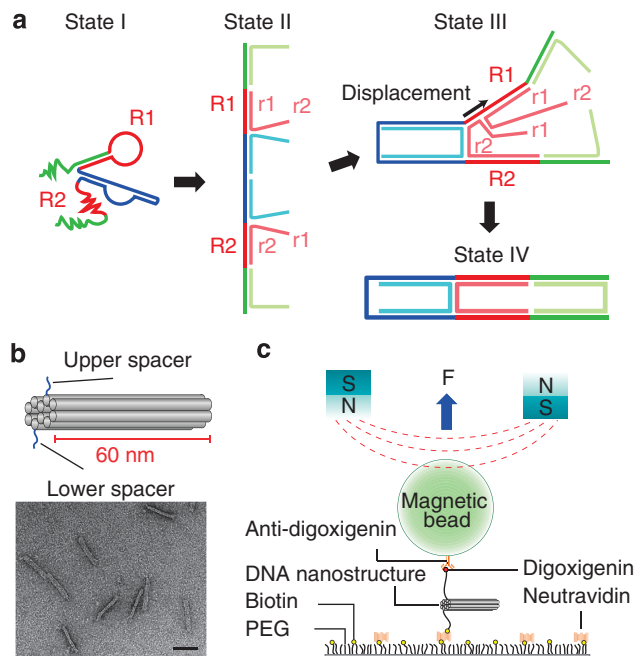 a
State I
State II
State III
R1
R2
R1
r1
r2
R2
r2
r1
Displacement
R1
r1
r2
r1
r2
R2
State IV
b
Upper spacer
60 nm
Lower spacer
c
F
S
N
N
S
Magnetic
bead
Anti-digoxigenin
DNA nanostructure
Biotin
PEG
Digoxigenin
Neutravidin